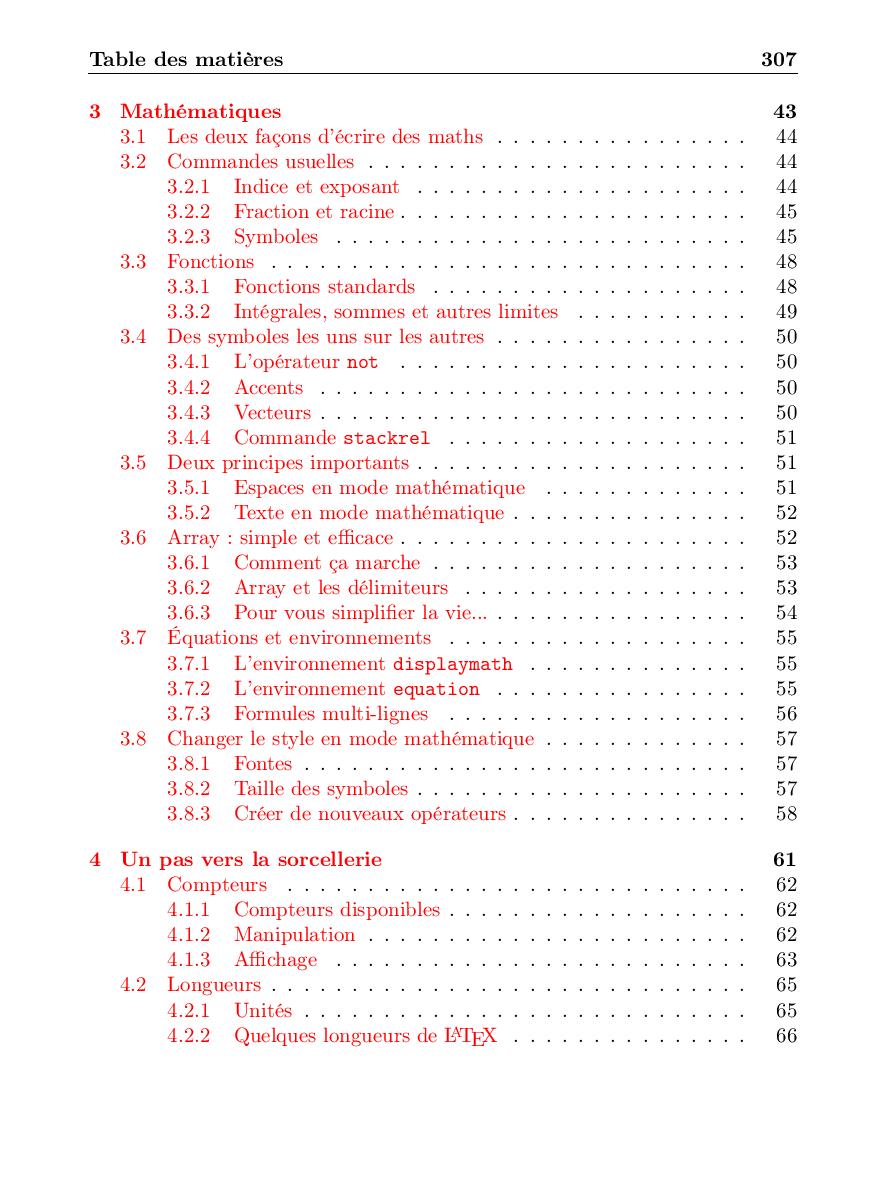 Table des matières 307
3 Mathématiques 43
3.1 Les deux façons d'écrire des maths . . . . . . . . . . . . . . . . 44
3.2 Commandes usuelles . . . . . . . . . . . . . . . . . . . . . . . . 44
3.2.1 Indice et exposant . . . . . . . . . . . . . . . . . . . . . 44
3.2.2 Fraction et racine . . . . . . . . . . . . . . . . . . . . . . 45
3.2.3 Symboles . . . . . . . . . . . . . . . . . . . . . . . . . . 45
3.3 Fonctions . . . . . . . . . . . . . . . . . . . . . . . . . . . . . . 48
3.3.1 Fonctions standards . . . . . . . . . . . . . . . . . . . . 48
3.3.2 Intégrales, sommes et autres limites . . . . . . . . . . . 49
3.4 Des symboles les uns sur les autres . . . . . . . . . . . . . . . . 50
3.4.1 L'opérateur not . . . . . . . . . . . . . . . . . . . . . . 50
3.4.2 Accents . . . . . . . . . . . . . . . . . . . . . . . . . . . 50
3.4.3 Vecteurs . . . . . . . . . . . . . . . . . . . . . . . . . . . 50
3.4.4 Commande stackrel . . . . . . . . . . . . . . . . . . . 51
3.5 Deux principes importants . . . . . . . . . . . . . . . . . . . . . 51
3.5.1 Espaces en mode mathématique . . . . . . . . . . . . . 51
3.5.2 Texte en mode mathématique . . . . . . . . . . . . . . . 52
3.6 Array : simple et efficace . . . . . . . . . . . . . . . . . . . . . . 52
3.6.1 Comment ça marche . . . . . . . . . . . . . . . . . . . . 53
3.6.2 Array et les délimiteurs . . . . . . . . . . . . . . . . . . 53
3.6.3 Pour vous simplifier la vie... . . . . . . . . . . . . . . . . 54
3.7 Équations et environnements . . . . . . . . . . . . . . . . . . . 55
3.7.1 L'environnement displaymath . . . . . . . . . . . . . . 55
3.7.2 L'environnement equation . . . . . . . . . . . . . . . . 55
3.7.3 Formules multi-lignes . . . . . . . . . . . . . . . . . . . 56
3.8 Changer le style en mode mathématique . . . . . . . . . . . . . 57
3.8.1 Fontes . . . . . . . . . . . . . . . . . . . . . . . . . . . . 57
3.8.2 Taille des symboles . . . . . . . . . . . . . . . . . . . . . 57
3.8.3 Créer de nouveaux opérateurs . . . . . . . . . . . . . . . 58
4 Un pas vers la sorcellerie 61
4.1 Compteurs . . . . . . . . . . . . . . . . . . . . . . . . . . . . . 62
4.1.1 Compteurs disponibles . . . . . . . . . . . . . . . . . . . 62
4.1.2 Manipulation . . . . . . . . . . . . . . . . . . . . . . . . 62
4.1.3 Affichage . . . . . . . . . . . . . . . . . . . . . . . . . . 63
4.2 Longueurs . . . . . . . . . . . . . . . . . . . . . . . . . . . . . . 65
4.2.1 Unités . . . . . . . . . . . . . . . . . . . . . . . . . . . . 65
4.2.2 Quelques longueurs de LATEX . . . . . . . . . . . . . . . 66